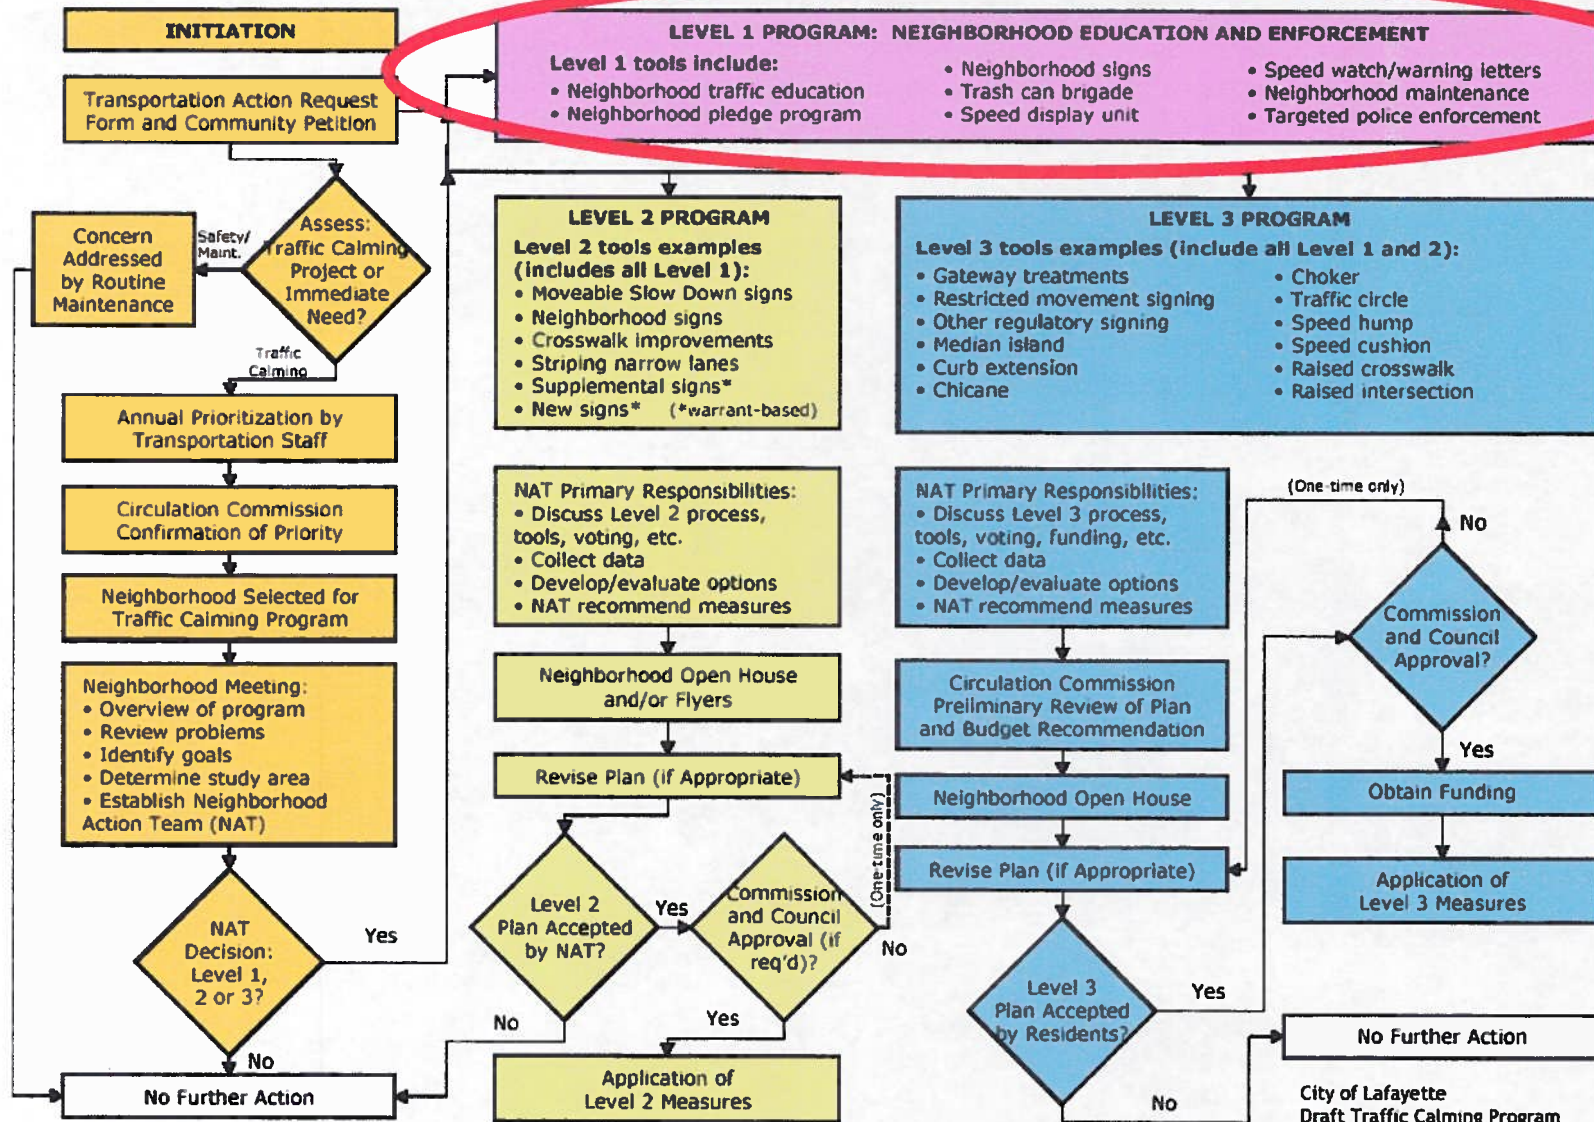 INITIATION
Transportation Action Request
Form and Community Petition
Assess:
Traffic Calming
Project or
Immediate
Need?
Safety/
Maint.
Concern
Addressed
by Routine
Maintenance
Traffic
Calming
Annual Prioritization by
Transportation Staff
Circulation Commission
Confirmation of Priority
Neighborhood Selected for
Traffic Calming Program
Neighborhood Meeting:
• Overview of program
• Review problems
• Identify goals
• Determine study area
• Establish Neighborhood
Action Team (NAT)
NAT
Decision:
Level 1,
2 or 3?
Yes
No
No Further Action
LEVEL 1 PROGRAM: NEIGHBORHOOD EDUCATION AND ENFORCEMENT
Level 1 tools include:
• Neighborhood traffic education
• Neighborhood pledge program
• Neighborhood signs
• Trash can brigade
• Speed display unit
• Speed watch/warning letters
• Neighborhood maintenance
• Targeted police enforcement
LEVEL 2 PROGRAM
Level 2 tools examples
(includes all Level 1):
• Moveable Slow Down signs
• Neighborhood signs
• Crosswalk improvements
• Striping narrow lanes
• Supplemental signs*
• New signs* (*warrant-based)
NAT Primary Responsibilities:
• Discuss Level 2 process,
tools, voting, etc.
• Collect data
• Develop/evaluate options
• NAT recommend measures
Neighborhood Open House
and/or Flyers
Revise Plan (if Appropriate)
Level 2
Plan Accepted
by NAT?
Yes
No
Commission
and Council
Approval (if
req'd)?
(One-time only)
No
Yes
Application of
Level 2 Measures
LEVEL 3 PROGRAM
Level 3 tools examples (include all Level 1 and 2):
• Gateway treatments
• Restricted movement signing
• Other regulatory signing
• Median island
• Curb extension
• Chicane
• Choker
• Traffic circle
• Speed hump
• Speed cushion
• Raised crosswalk
• Raised intersection
NAT Primary Responsibilities:
• Discuss Level 3 process,
tools, voting, funding, etc.
• Collect data
• Develop/evaluate options
• NAT recommend measures
Circulation Commission
Preliminary Review of Plan
and Budget Recommendation
Neighborhood Open House
Revise Plan (if Appropriate)
Level 3
Plan Accepted
by Residents?
Yes
No
(One-time only)
No
Commission
and Council
Approval?
Yes
Obtain Funding
Application of
Level 3 Measures
No Further Action
City of Lafayette
Draft Traffic Calming Program